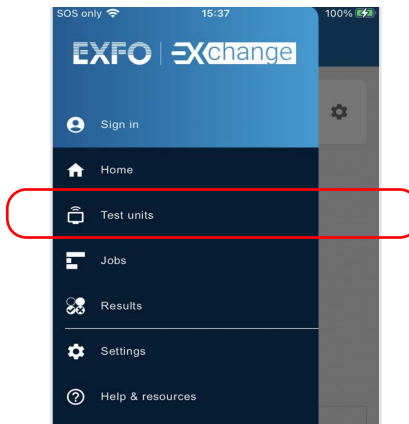 SOS only 15:37 100%
EXFO | EXchange
Sign in
Home
Test units
Jobs
Results
Settings
Help & resources